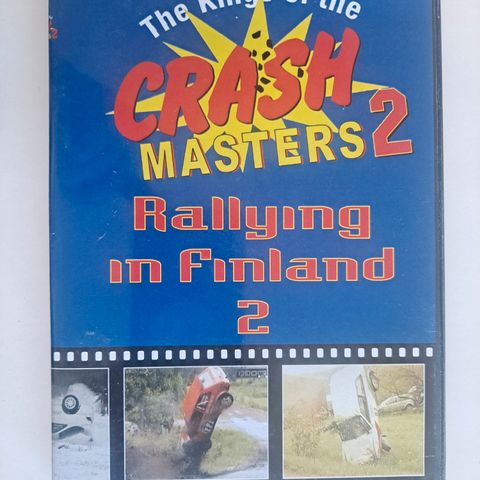 The Kings of the
CRASH
MASTERS 2
Rallying
in Finland
2